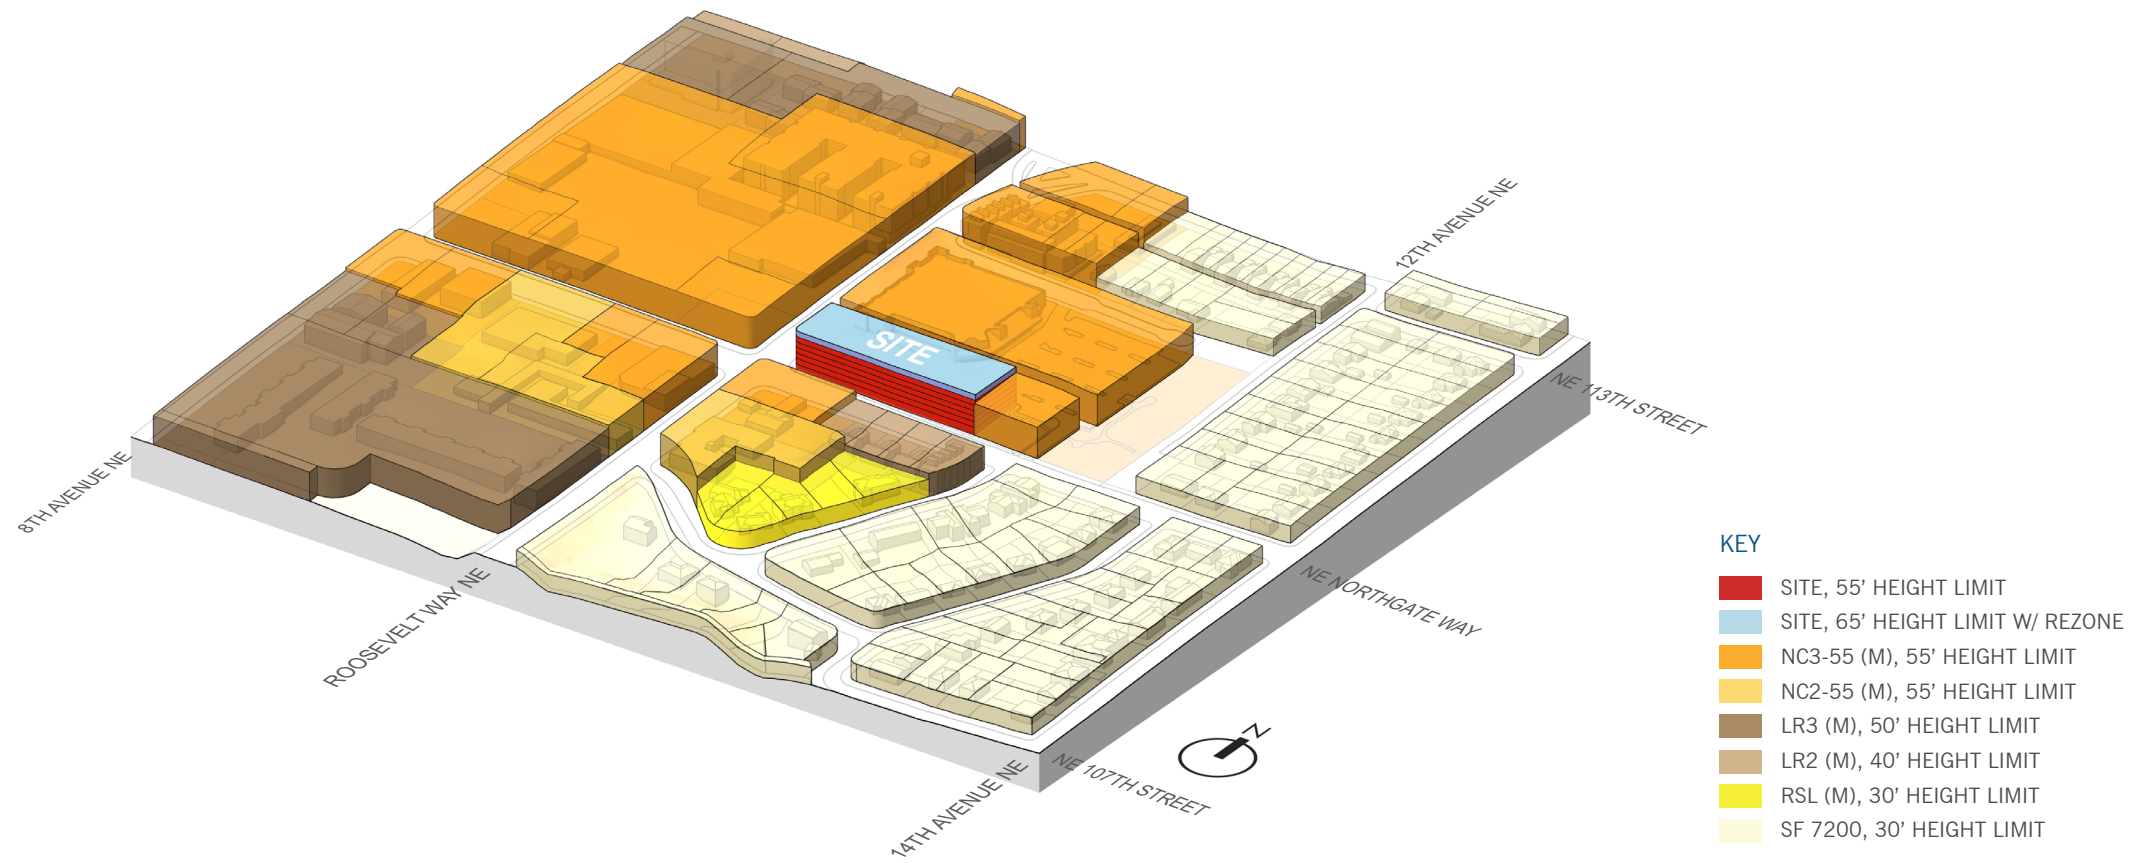 12TH AVENUE NE
SITE
NE 113TH STREET
8TH AVENUE NE
ROOSEVELT WAY NE
NE NORTHGATE WAY
14TH AVENUE NE
NE 107TH STREET
N
KEY
SITE, 55’ HEIGHT LIMIT
SITE, 65’ HEIGHT LIMIT W/ REZONE
NC3-55 (M), 55’ HEIGHT LIMIT
NC2-55 (M), 55’ HEIGHT LIMIT
LR3 (M), 50’ HEIGHT LIMIT
LR2 (M), 40’ HEIGHT LIMIT
RSL (M), 30’ HEIGHT LIMIT
SF 7200, 30’ HEIGHT LIMIT